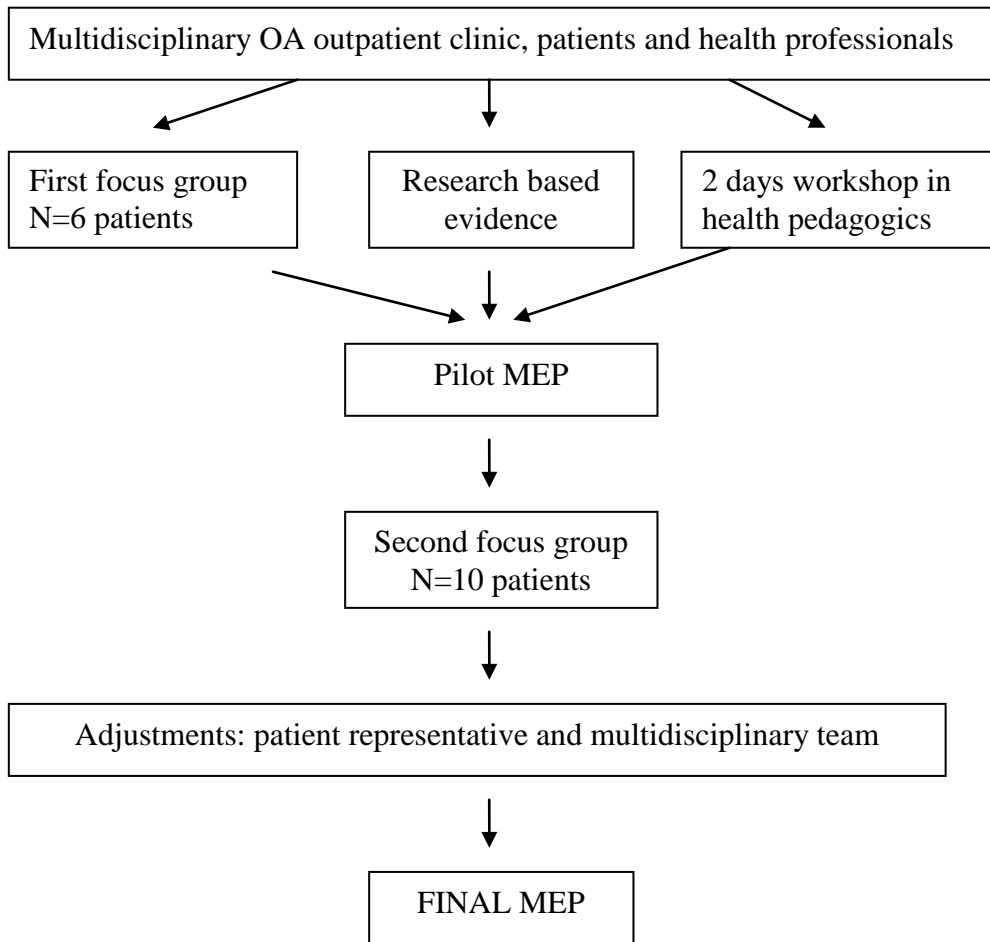 Multidisciplinary OA outpatient clinic, patients and health professionals
First focus group
N=6 patients
Research based
evidence
2 days workshop in
health pedagogics
Pilot MEP
Second focus group
N=10 patients
Adjustments: patient representative and multidisciplinary team
FINAL MEP